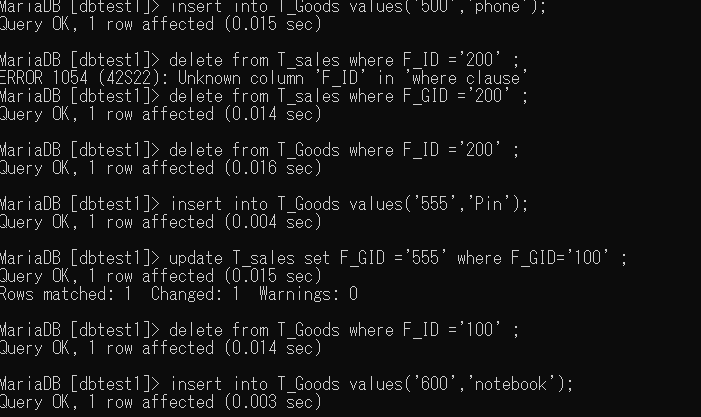 MariaDB [dbtest1]> insert into T_Goods values('500','phone');
Query OK, 1 row affected (0.015 sec)
MariaDB [dbtest1]> delete from T_sales where F_ID ='200' ;
ERROR 1054 (42S22): Unknown column 'F_ID' in 'where clause'
MariaDB [dbtest1]> delete from T_sales where F_GID ='200' ;
Query OK, 1 row affected (0.014 sec)
MariaDB [dbtest1]> delete from T_Goods where F_ID ='200' ;
Query OK, 1 row affected (0.016 sec)
MariaDB [dbtest1]> insert into T_Goods values('555','Pin');
Query OK, 1 row affected (0.004 sec)
MariaDB [dbtest1]> update T_sales set F_GID ='555' where F_GID='100' ;
Query OK, 1 row affected (0.015 sec)
Rows matched: 1  Changed: 1  Warnings: 0
MariaDB [dbtest1]> delete from T_Goods where F_ID ='100' ;
Query OK, 1 row affected (0.014 sec)
MariaDB [dbtest1]> insert into T_Goods values('600','notebook');
Query OK, 1 row affected (0.003 sec)